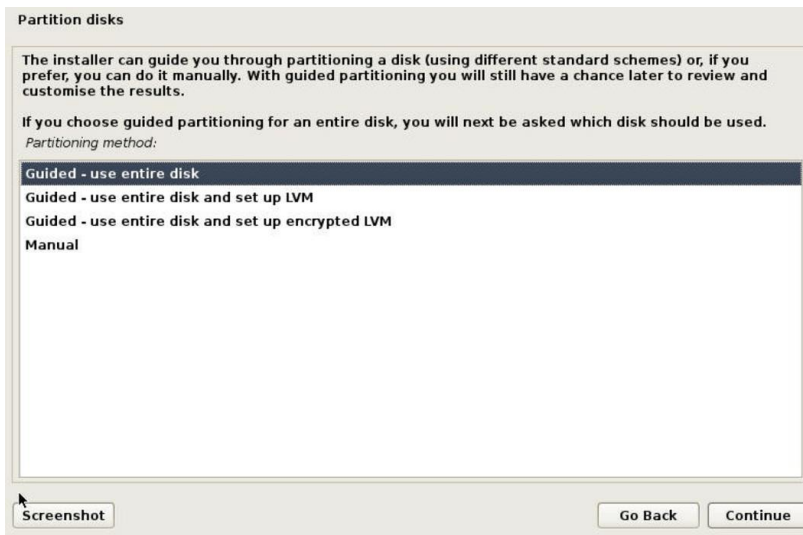 Partition disks
The installer can guide you through partitioning a disk (using different standard schemes) or, if you
prefer, you can do it manually. With guided partitioning you will still have a chance later to review and
customise the results.
If you choose guided partitioning for an entire disk, you will next be asked which disk should be used.
Partitioning method:
Guided - use entire disk
Guided - use entire disk and set up LVM
Guided - use entire disk and set up encrypted LVM
Manual
Screenshot
Go Back
Continue